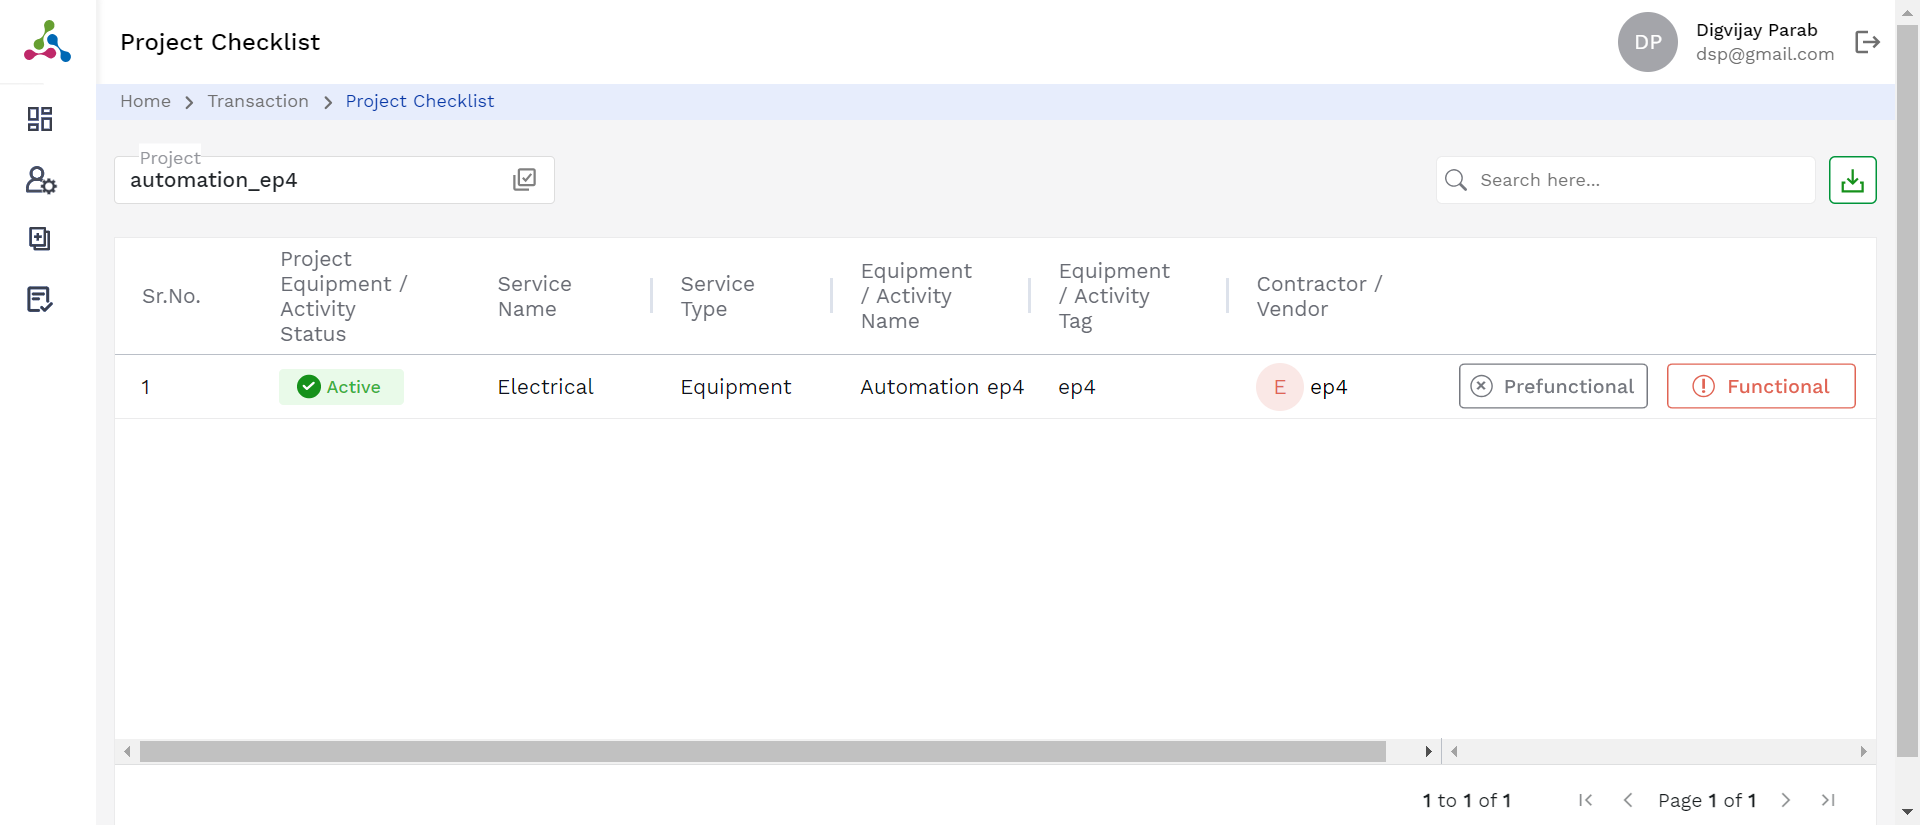 Project Checklist
DP
Digvijay Parab
dsp@gmail.com
Home > Transaction > Project Checklist
Project
automation_ep4
Search here...
Sr.No.
Project
Equipment /
Activity
Status
Service
Name
Service
Type
Equipment
/ Activity
Name
Equipment
/ Activity
Tag
Contractor /
Vendor
1
Active
Electrical
Equipment
Automation ep4
ep4
E
ep4
Prefunctional
Functional
1 to 1 of 1
Page 1 of 1